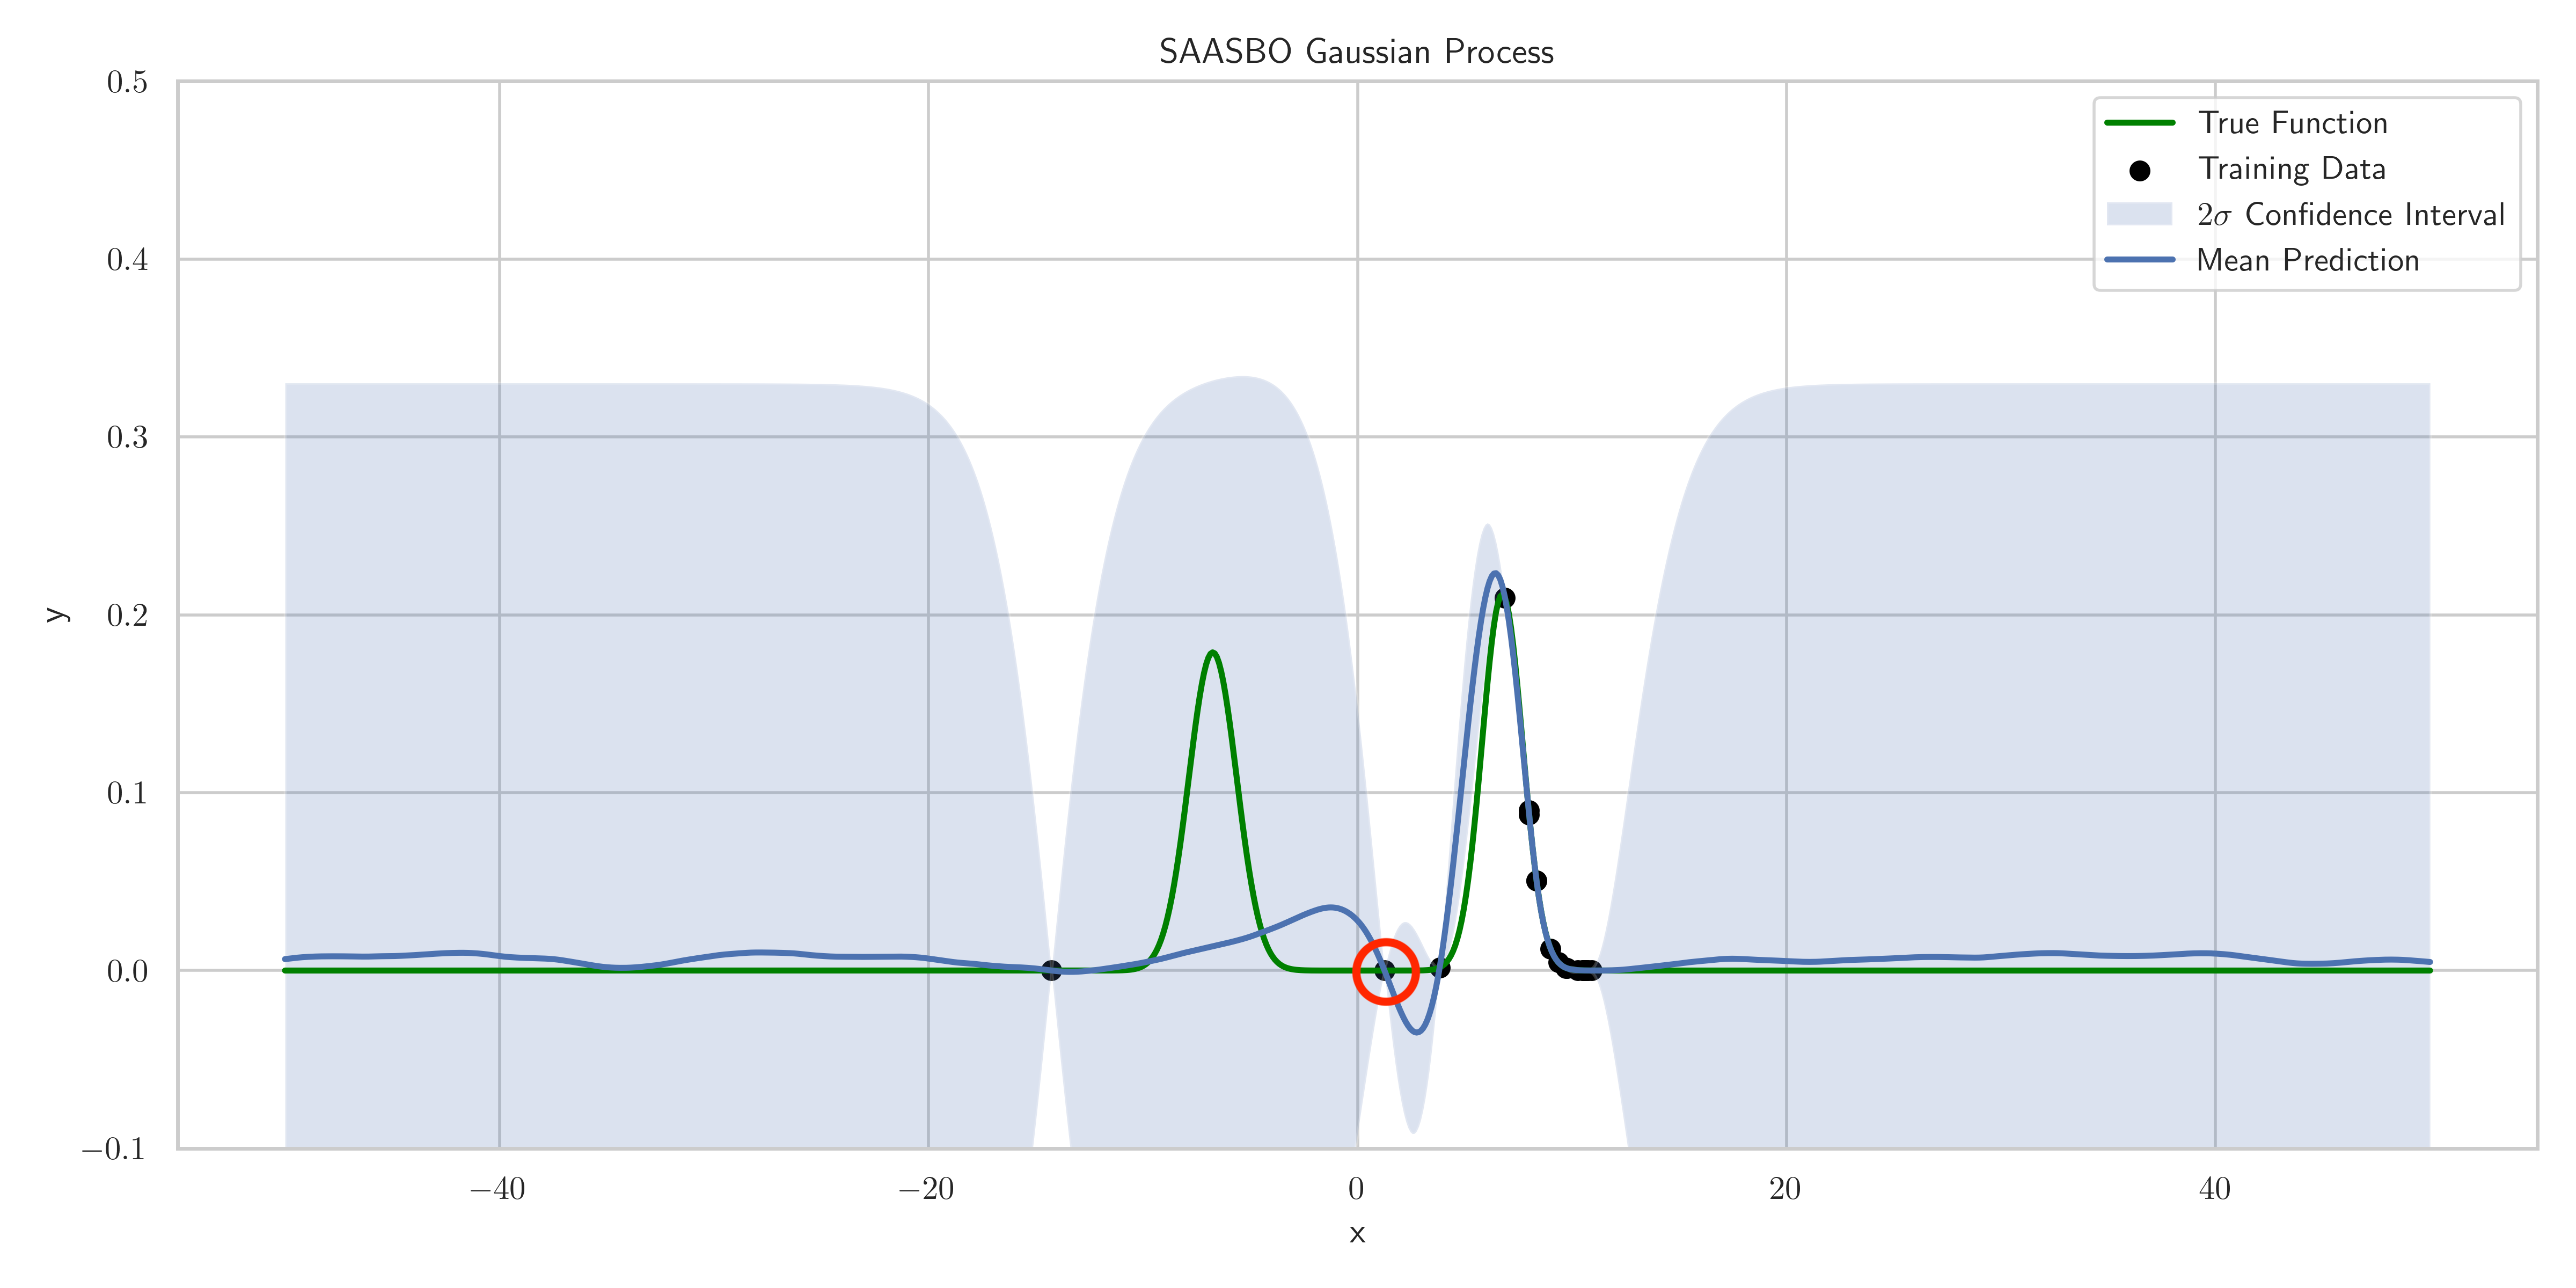 SAASBO Gaussian Process
0.5
0.4
0.3
0.2
0.1
0.0
−0.1
y
True Function
Training Data
2σ Confidence Interval
Mean Prediction
−40
−20
0
20
40
x